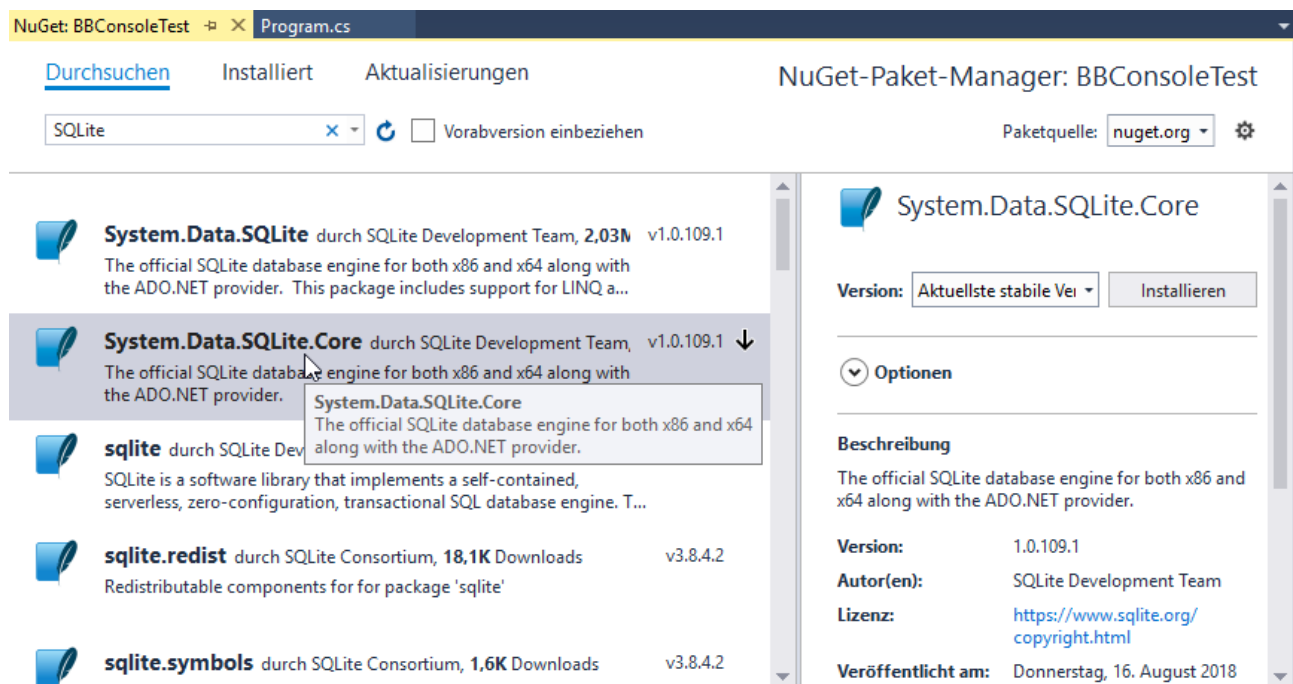 NuGet: BBConsoleTest
Program.cs
Durchsuchen Installiert Aktualisierungen
NuGet-Paket-Manager: BBConsoleTest
SQLite
Vorabversion einbeziehen
Paketquelle: nuget.org
System.Data.SQLite durch SQLite Development Team, 2,03M v1.0.109.1
The official SQLite database engine for both x86 and x64 along with
the ADO.NET provider. This package includes support for LINQ a...
System.Data.SQLite.Core durch SQLite Development Team, v1.0.109.1
The official SQLite database engine for both x86 and x64 along with
the ADO.NET provider.
System.Data.SQLite.Core
The official SQLite database engine for both x86 and x64
along with the ADO.NET provider.
sqlite durch SQLite Dev
SQLite is a software library that implements a self-contained,
serverless, zero-configuration, transactional SQL database engine. T...
sqlite.redist durch SQLite Consortium, 18,1K Downloads v3.8.4.2
Redistributable components for for package 'sqlite'
sqlite.symbols durch SQLite Consortium, 1,6K Downloads v3.8.4.2
System.Data.SQLite.Core
Version: Aktuellste stabile Ver Installieren
Optionen
Beschreibung
The official SQLite database engine for both x86 and
x64 along with the ADO.NET provider.
Version: 1.0.109.1
Autor(en): SQLite Development Team
Lizenz: https://www.sqlite.org/
copyright.html
Veröffentlicht am: Donnerstag, 16. August 2018